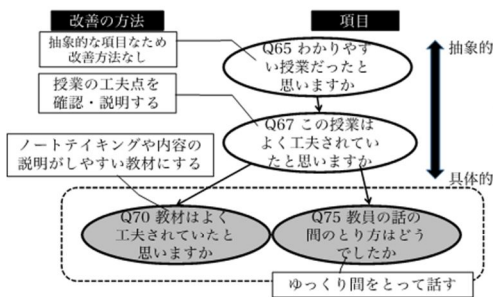 改善の方法
項目
抽象的な項目なため
改善方法なし
Q65 わかりやす
い授業だったと
思いますか
抽象的
授業の工夫点を
確認・説明する
Q67 この授業は
よく工夫されてい
たと思いますか
ノートテイキングや内容の
説明がしやすい教材にする
具体的
Q70 教材はよく
工夫されていたと
思いますか
Q75 教員の話の
間のとり方はどう
でしたか
ゆっくり間をとって話す